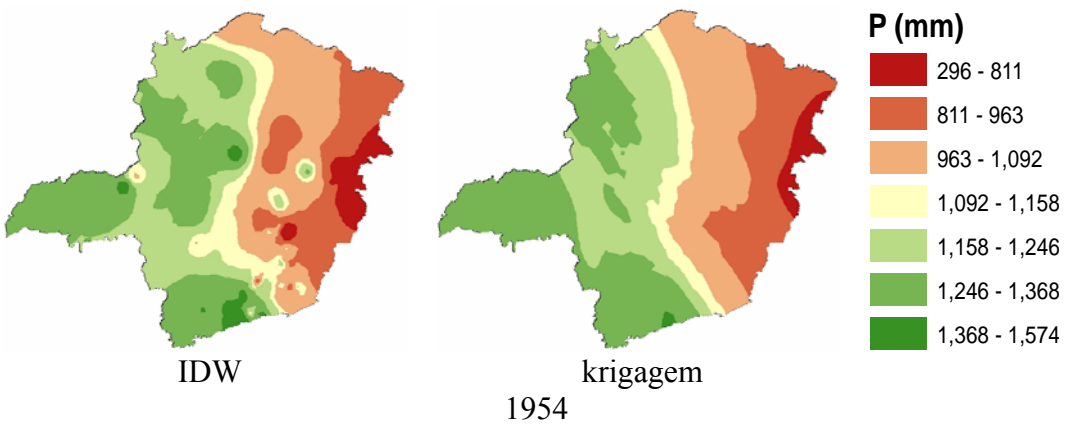 P (mm)
296 - 811
811 - 963
963 - 1,092
1,092 - 1,158
1,158 - 1,246
1,246 - 1,368
1,368 - 1,574
IDW
krigagem
1954